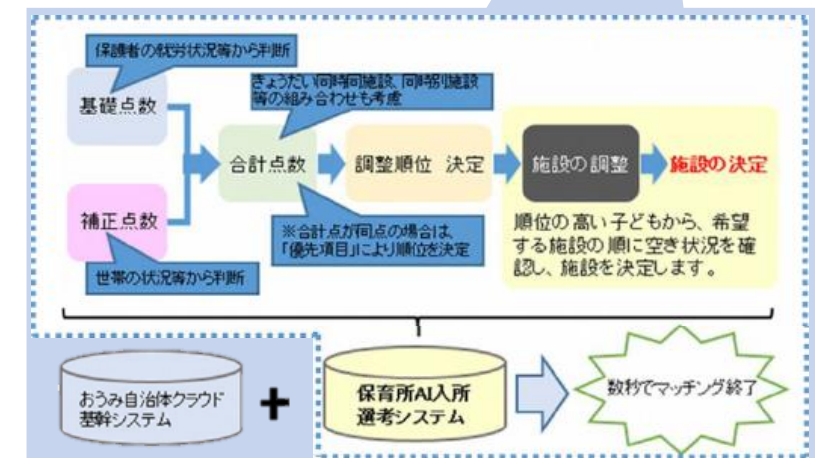 保護者の就労状況等から判断
基礎点数
きょうだい同時同施設、同時別施設
等の組み合わせも考慮
合計点数
調整順位 決定
施設の調整
施設の決定
補正点数
※合計点が同点の場合は、
「優先項目」により順位を決定
順位の高い子どもから、希望
する施設の順に空き状況を確
認し、施設を決定します。
世帯の状況等から判断
おうみ自治体クラウド
基幹システム
+
保育所AI入所
選考システム
数秒でマッチング終了